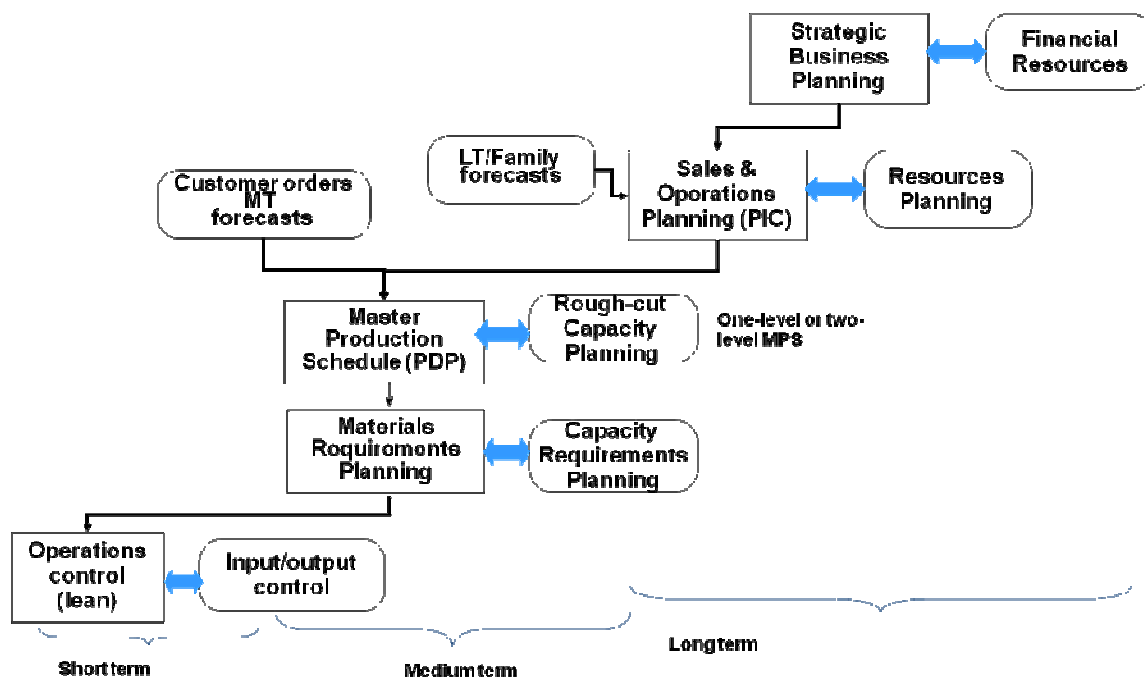 Strategic
Business
Planning
Financial
Resources
LT/Family
forecasts
Sales &
Oporations
Planning (PIC)
Resources
Planning
Customer orders
MT
forecasts
Master
Production
Schedule (PDP)
Rough-cut
Capacity
Planning
One-level or two-
level MPS
Materials
Roquiromonts
Planning
Capacity
Requirements
Planning
Operations
control
(lean)
Input/output
control
Short term
Medium term
Long term